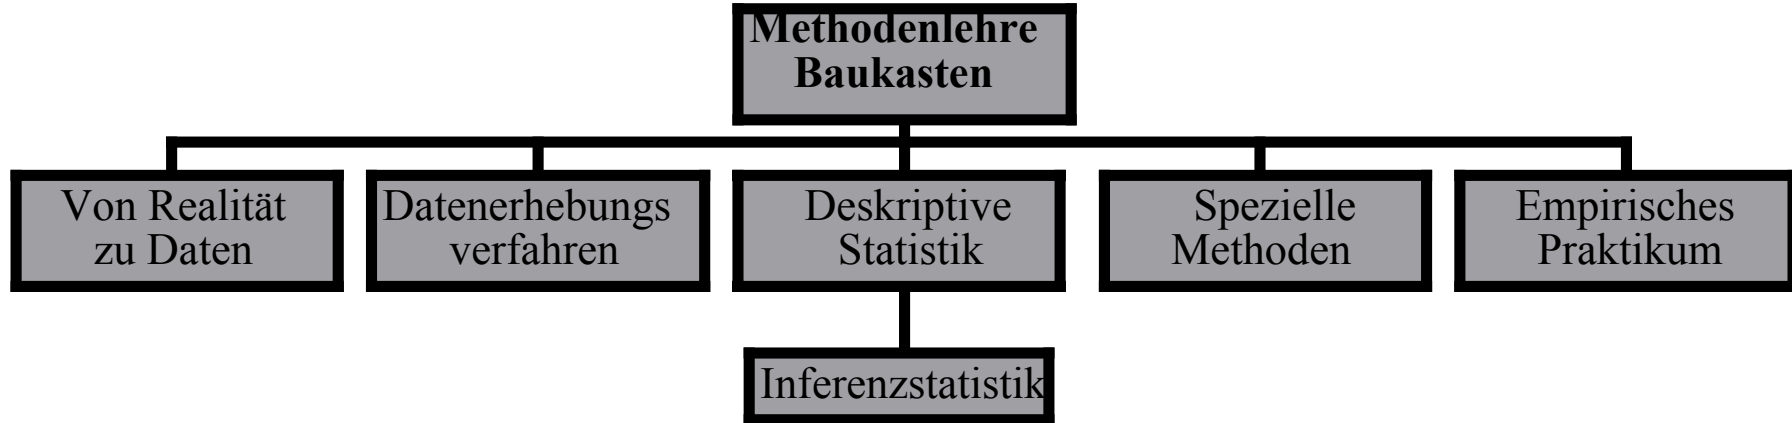 Methodenlehre
Baukasten
Von Realität
zu Daten
Datenerhebungs
verfahren
Deskriptive
Statistik
Spezielle
Methoden
Empirisches
Praktikum
Inferenzstatistik